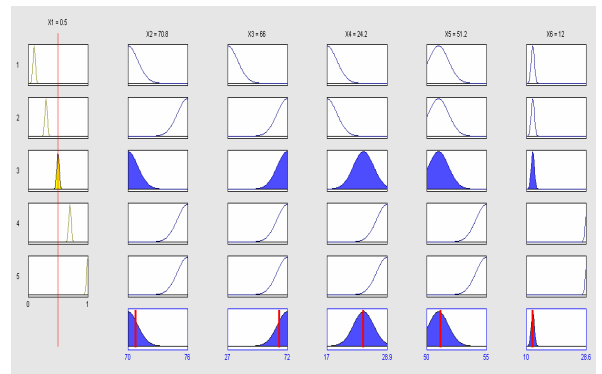 X1 = 0.5
X2 = 70.8
X3 = 66
X4 = 24.2
X5 = 51.2
X6 = 12
1
2
3
4
5
0 1
70 76
27 72
17 28.9
50 55
10 28.6